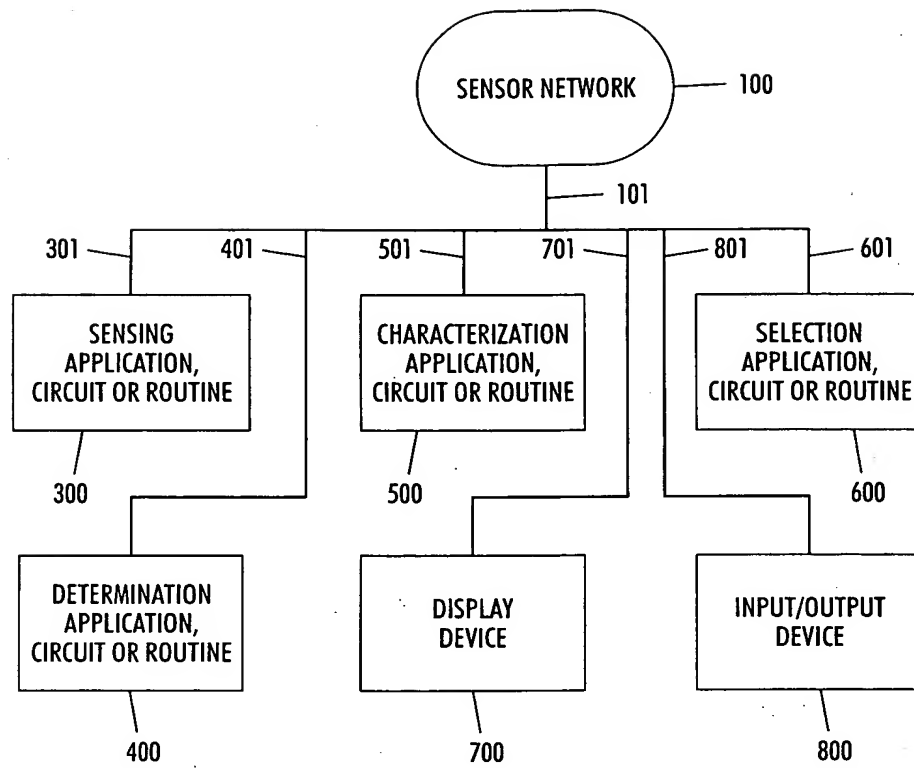 SENSOR NETWORK
100
101
301
401
501
701
801
601
SENSING
APPLICATION,
CIRCUIT OR ROUTINE
CHARACTERIZATION
APPLICATION,
CIRCUIT OR ROUTINE
SELECTION
APPLICATION,
CIRCUIT OR ROUTINE
300
500
600
DETERMINATION
APPLICATION,
CIRCUIT OR ROUTINE
DISPLAY
DEVICE
INPUT/OUTPUT
DEVICE
400
700
800